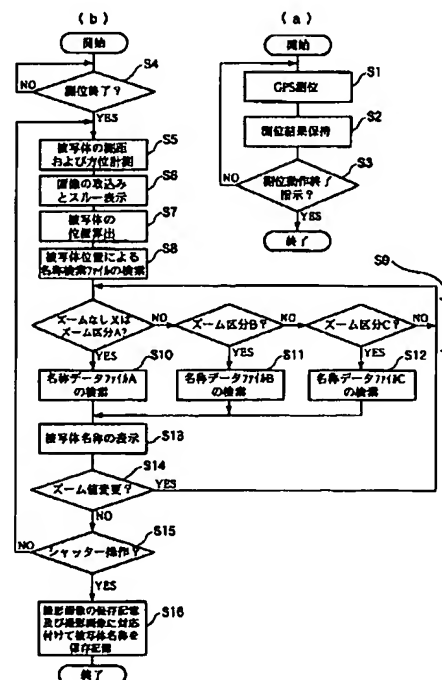 (b)
開始
S4
NO
測位終了?
YES
S5
被写体の測距
および方位計測
S6
画像の取込み
とスルー表示
S7
被写体の
位置算出
S8
被写体位置による
名称検索ファイルの検索
(a)
開始
S1
GPS測位
S2
測位結果保持
S3
NO
測位動作終了
指示?
YES
終了
S9
ズームなし又は
ズーム区分A?
NO
ズーム区分B?
NO
ズーム区分C?
NO
YES
S10
YES
S11
YES
S12
名称データファイルA
の検索
名称データファイルB
の検索
名称データファイルC
の検索
S13
被写体名称の表示
S14
ズーム値変更?
YES
NO
S15
NO
シャッター操作?
YES
S16
撮影画像の保存記憶
及び撮影画像に対応
付けて被写体名称を
保存記憶
終了